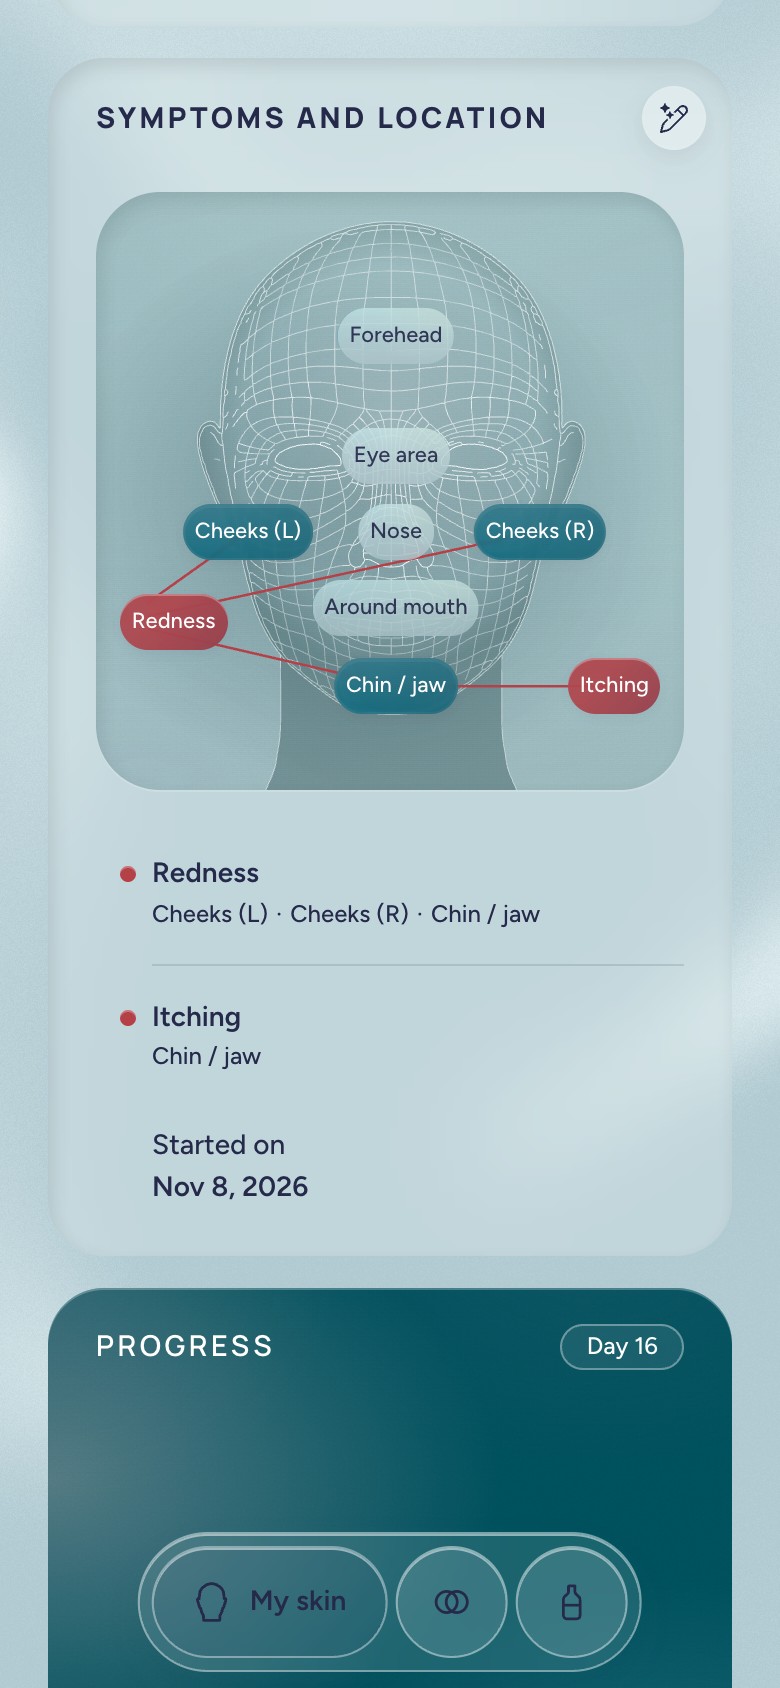 SYMPTOMS AND LOCATION
Forehead
Eye area
Cheeks (L)
Nose
Cheeks (R)
Around mouth
Redness
Chin / jaw
Itching
Redness
Cheeks (L) · Cheeks (R) · Chin / jaw
Itching
Chin / jaw
Started on
Nov 8, 2026
PROGRESS
Day 16
My skin